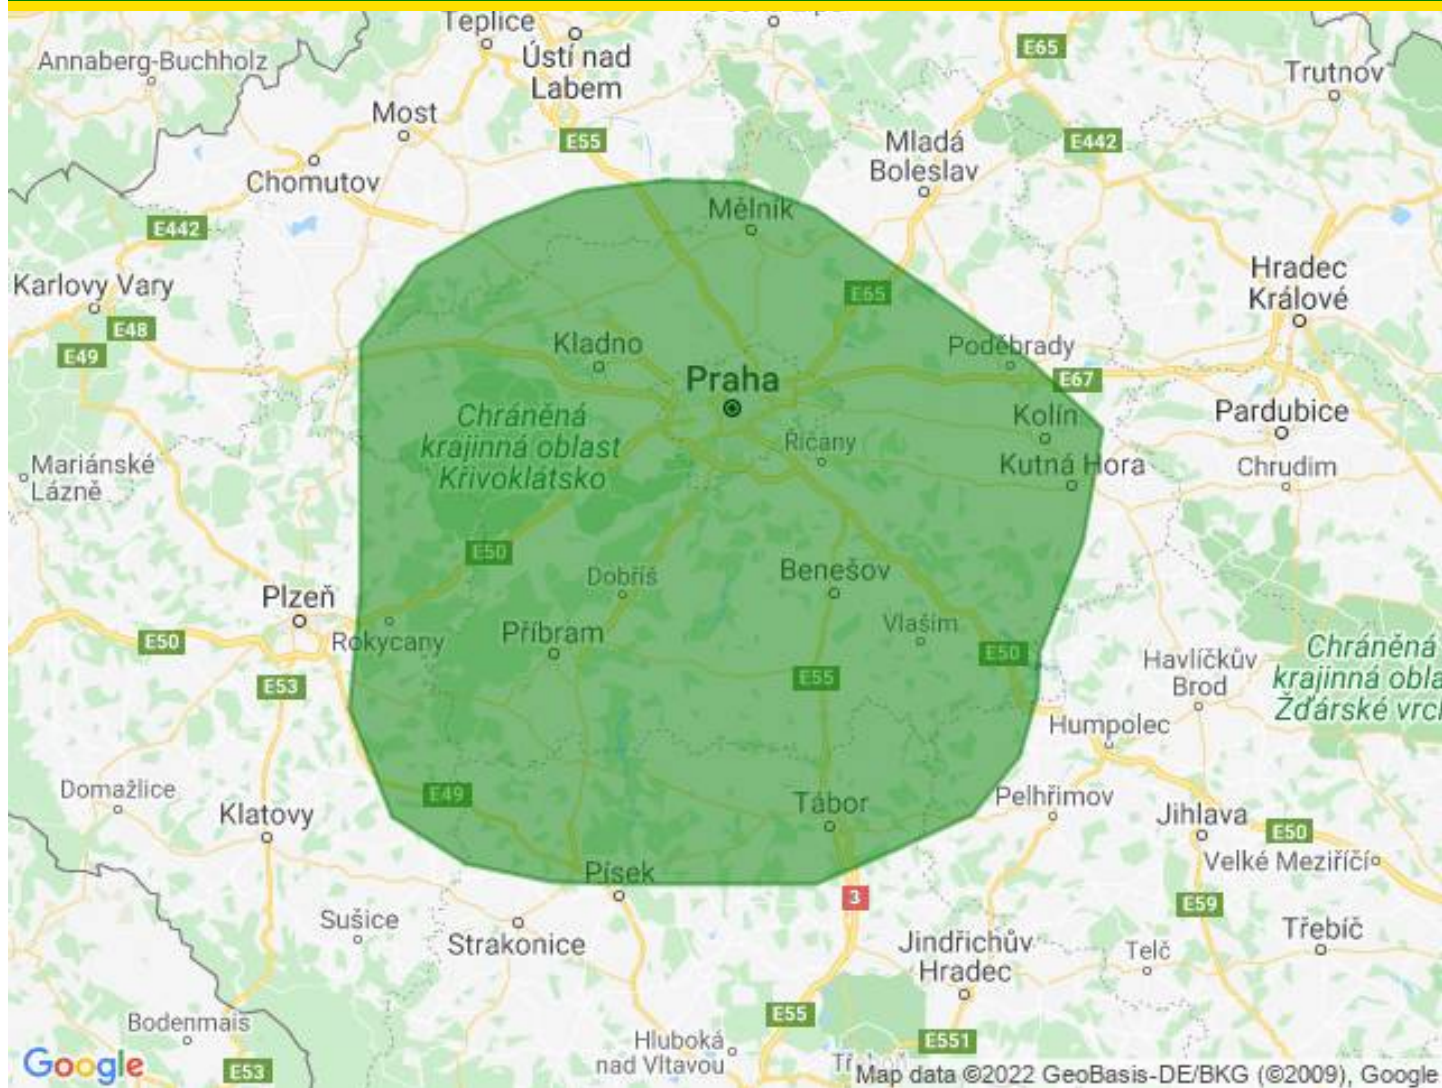 Teplice
Annaberg-Buchholz
Ústí nad
Labem
E65
Trutnov
Most
E55
Mladá
Boleslav
E442
Chomutov
Mělník
E442
Karlovy Vary
E48
E49
E65
Hradec
Králové
Kladno
Poděbrady
Praha
E67
Chráněná
krajinná oblast
Křivoklátsko
Kolín
Pardubice
Říčany
Mariánské
Lázně
Kutná Hora
Chrudim
E50
Dobříš
Benešov
Plzeň
E50
Rokycany
Příbram
Vlašim
E50
Havlíčkův
Brod
Chráněná
krajinná obla
Žďárské vrc
E53
E55
Humpolec
Domažlice
E49
Klatovy
Tábor
Pelhřimov
Jihlava
E50
Velké Meziříčí
Písek
3
E59
Sušice
Strakonice
Jindřichův
Hradec
Telč
Třebíč
Bodenmais
E55
Hluboká
nad Vltavou
E551
Google
E53
Map data ©2022 GeoBasis-DE/BKG (©2009), Google